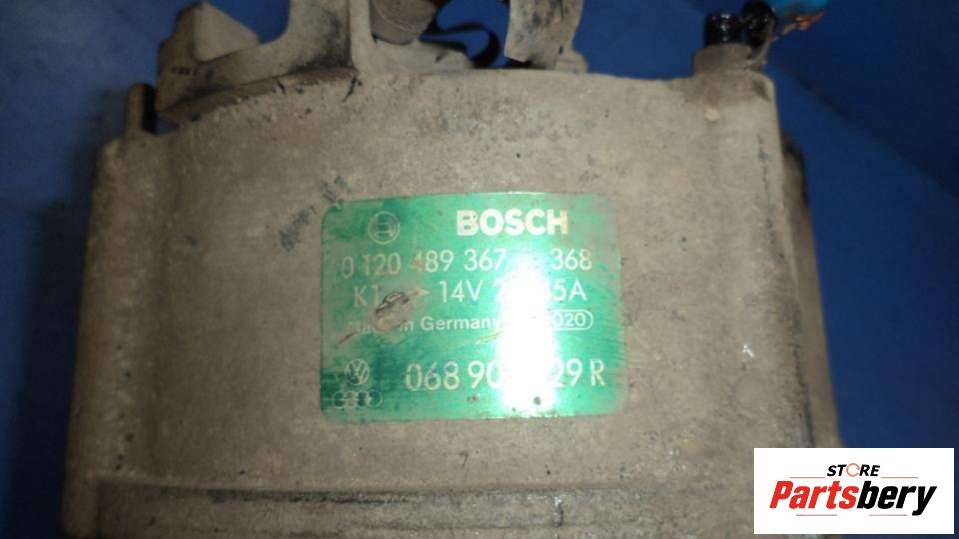 BOSCH
0 120 489 367 368
K1 14V 5A
in Germany 020
068 90 29 R
STORE
Partsbery